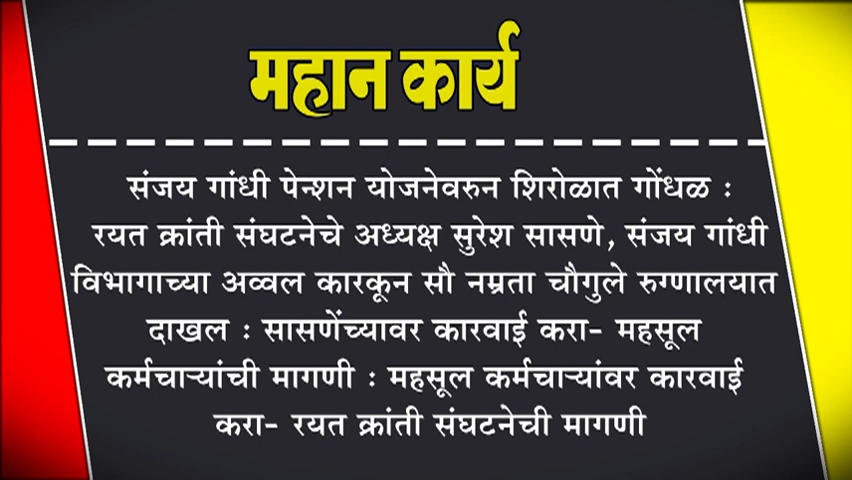 महान कार्य
संजय गांधी पेन्शन योजनेवरुन शिरोळात गोंधळ :
रयत क्रांती संघटनेचे अध्यक्ष सुरेश सासणे, संजय गांधी
विभागाच्या अव्वल कारकून सौ नम्रता चौगुले रुग्णालयात
दाखल : सासणेंच्यावर कारवाई करा- महसूल
कर्मचाऱ्यांची मागणी : महसूल कर्मचाऱ्यांवर कारवाई
करा- रयत क्रांती संघटनेची मागणी